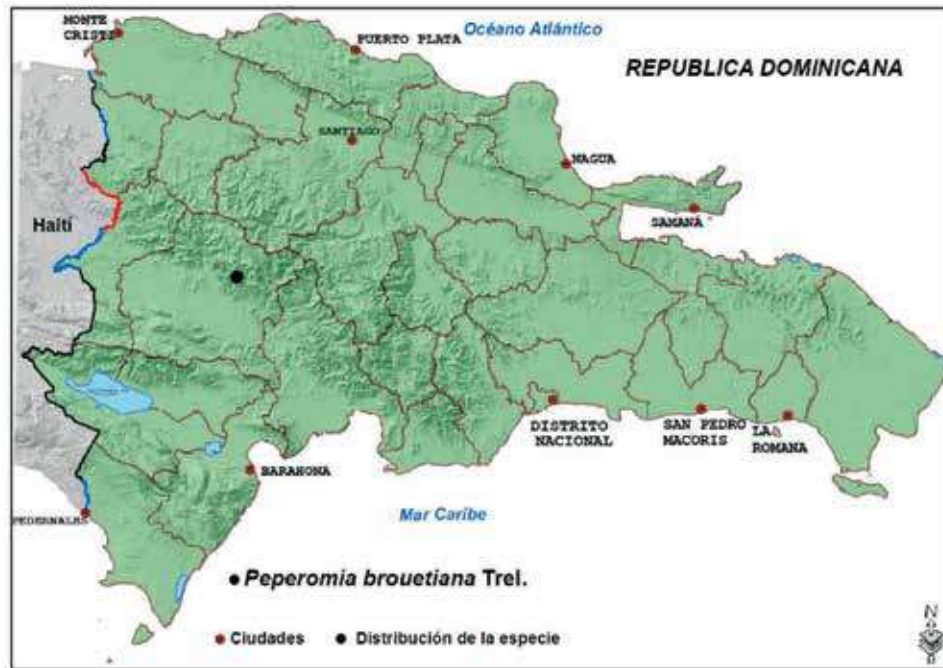 MONTE
CRISTI
PUERTO PLATA
Océano Atlántico
REPUBLICA DOMINICANA
SANTIAGO
NAGUA
SAMANA
Haití
DISTRITO
NACIONAL
SAN PEDRO
MACORIS
LA
ROMANA
BARAHONA
PEDERNALES
Mar Caribe
Peperomia brouetiana Trel.
Ciudades
Distribución de la especie
N